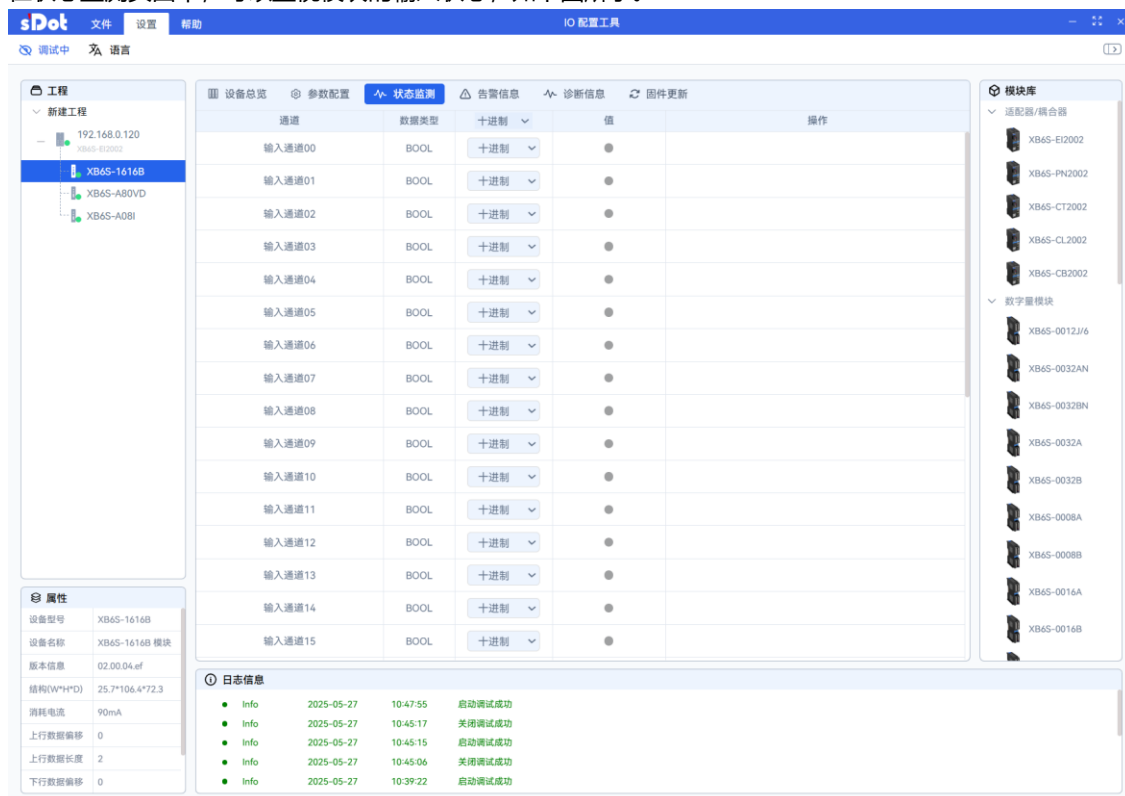 sDot 文件 设置 帮助 IO 配置工具
调试中 语言
工程
新建工程
192.168.0.120
XB6S-EI2002
XB6S-1616B
XB6S-A80VD
XB6S-A08I
设备总览 参数配置 状态监测 告警信息 诊断信息 固件更新
通道 数据类型 十进制 值 操作
输入通道00 BOOL 十进制
输入通道01 BOOL 十进制
输入通道02 BOOL 十进制
输入通道03 BOOL 十进制
输入通道04 BOOL 十进制
输入通道05 BOOL 十进制
输入通道06 BOOL 十进制
输入通道07 BOOL 十进制
输入通道08 BOOL 十进制
输入通道09 BOOL 十进制
输入通道10 BOOL 十进制
输入通道11 BOOL 十进制
输入通道12 BOOL 十进制
输入通道13 BOOL 十进制
输入通道14 BOOL 十进制
输入通道15 BOOL 十进制
模块库
适配器/耦合器
XB6S-EI2002
XB6S-PN2002
XB6S-CT2002
XB6S-CL2002
XB6S-CB2002
数字量模块
XB6S-0012J/6
XB6S-0032AN
XB6S-0032BN
XB6S-0032A
XB6S-0032B
XB6S-0008A
XB6S-0008B
XB6S-0016A
XB6S-0016B
属性
设备型号 XB6S-1616B
设备名称 XB6S-1616B 模块
版本信息 02.00.04.ef
结构(W*H*D) 25.7*106.4*72.3
消耗电流 90mA
上行数据偏移 0
上行数据长度 2
下行数据偏移 0
日志信息
Info 2025-05-27 10:47:55 启动调试成功
Info 2025-05-27 10:45:17 关闭调试成功
Info 2025-05-27 10:45:15 启动调试成功
Info 2025-05-27 10:45:06 关闭调试成功
Info 2025-05-27 10:39:22 启动调试成功